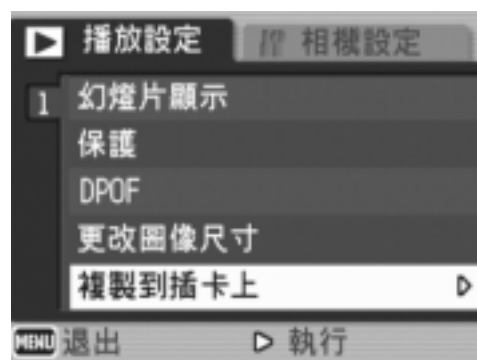 播放設定 相機設定
1 幻燈片顯示
保護
DPOF
更改圖像尺寸
複製到插卡上
MENU 退出 執行